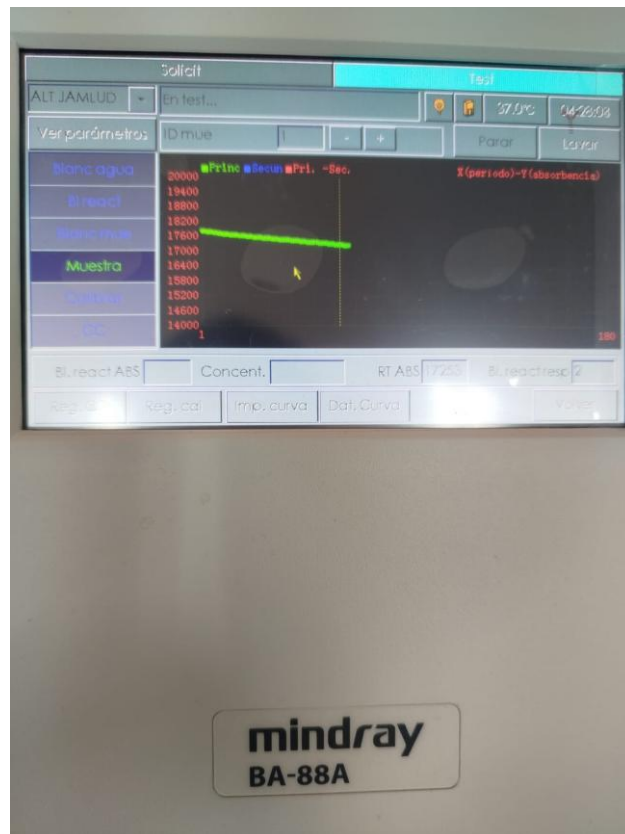 Solicit Test
ALT JAMLUD En test... 37.0°C 04:28:03
Ver parámetros ID mue 1 - + Parar Lavar
Blanc agua
Bl react
Blanc mue
Muestra
QC
Princ Secun Pri. -Sec. X(periodo)-Y(absorbencia)
20000
19400
18800
18200
17600
17000
16400
15800
15200
14600
14000
1 180
Bl.react ABS Concent. RT ABS 17253 Bl.react resp 2
Reg. cal Imp. curva Dat. Curva
mindray
BA-88A